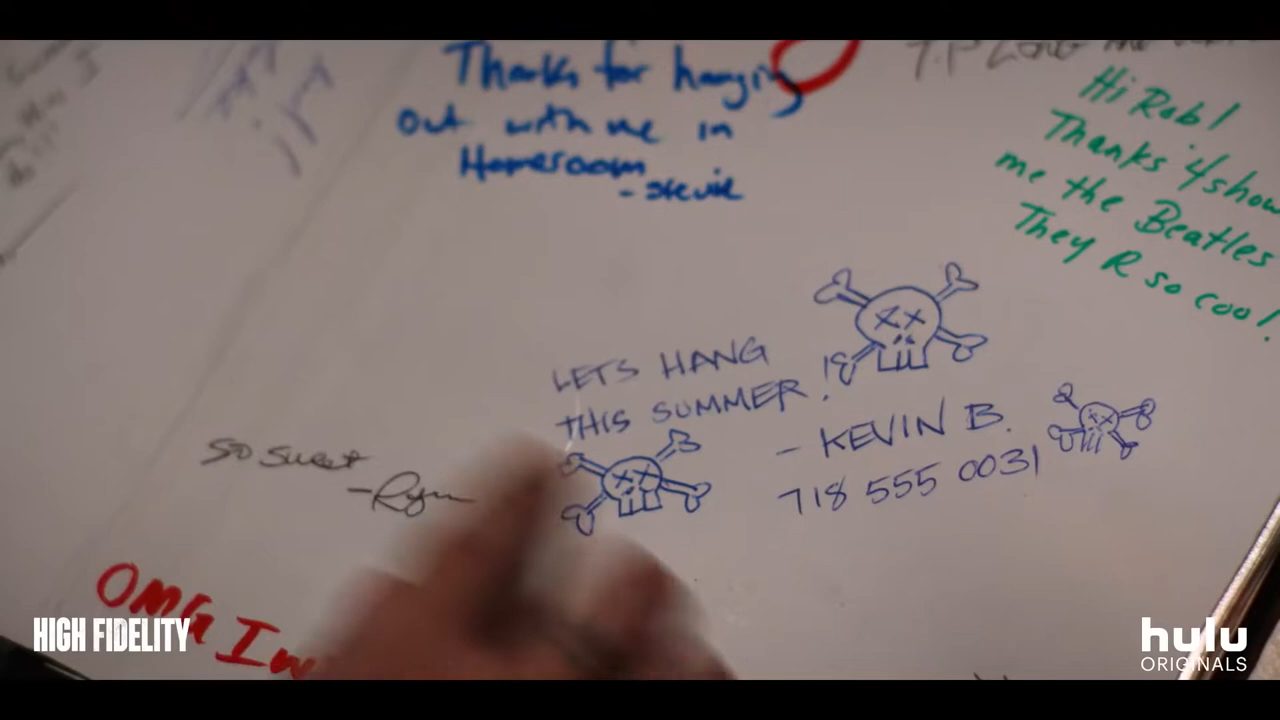 Thanks for hanging
out with me in
Homeroom
-Stevie
Hi Rob!
Thanks 4 show
me the Beatles
They R so cool!
LETS HANG
THIS SUMMER!
- KEVIN B.
718 555 0031
So Sweet
-Ryan
OMG I
HIGH FIDELITY
hulu
ORIGINALS